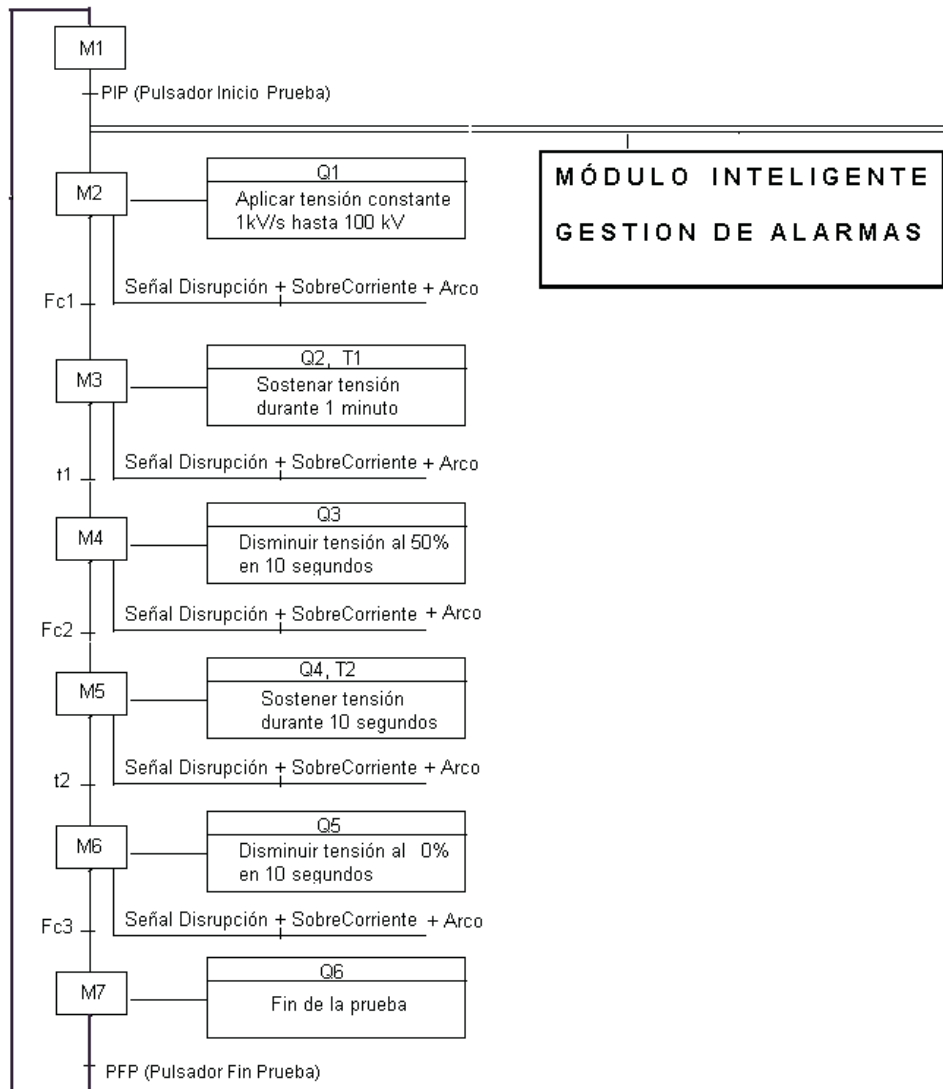 M1
PIP (Pulsador Inicio Prueba)
MÓDULO INTELIGENTE
GESTION DE ALARMAS
M2
Q1
Aplicar tensión constante
1kV/s hasta 100 kV
Señal Disrupción + SobreCorriente + Arco
Fc1
M3
Q2, T1
Sostenar tensión
durante 1 minuto
Señal Disrupción + SobreCorriente + Arco
t1
M4
Q3
Disminuir tensión al 50%
en 10 segundos
Señal Disrupción + SobreCorriente + Arco
Fc2
M5
Q4, T2
Sostener tensión
durante 10 segundos
Señal Disrupción + SobreCorriente + Arco
t2
M6
Q5
Disminuir tensión al 0%
en 10 segundos
Señal Disrupción + SobreCorriente + Arco
Fc3
M7
Q6
Fin de la prueba
PFP (Pulsador Fin Prueba)